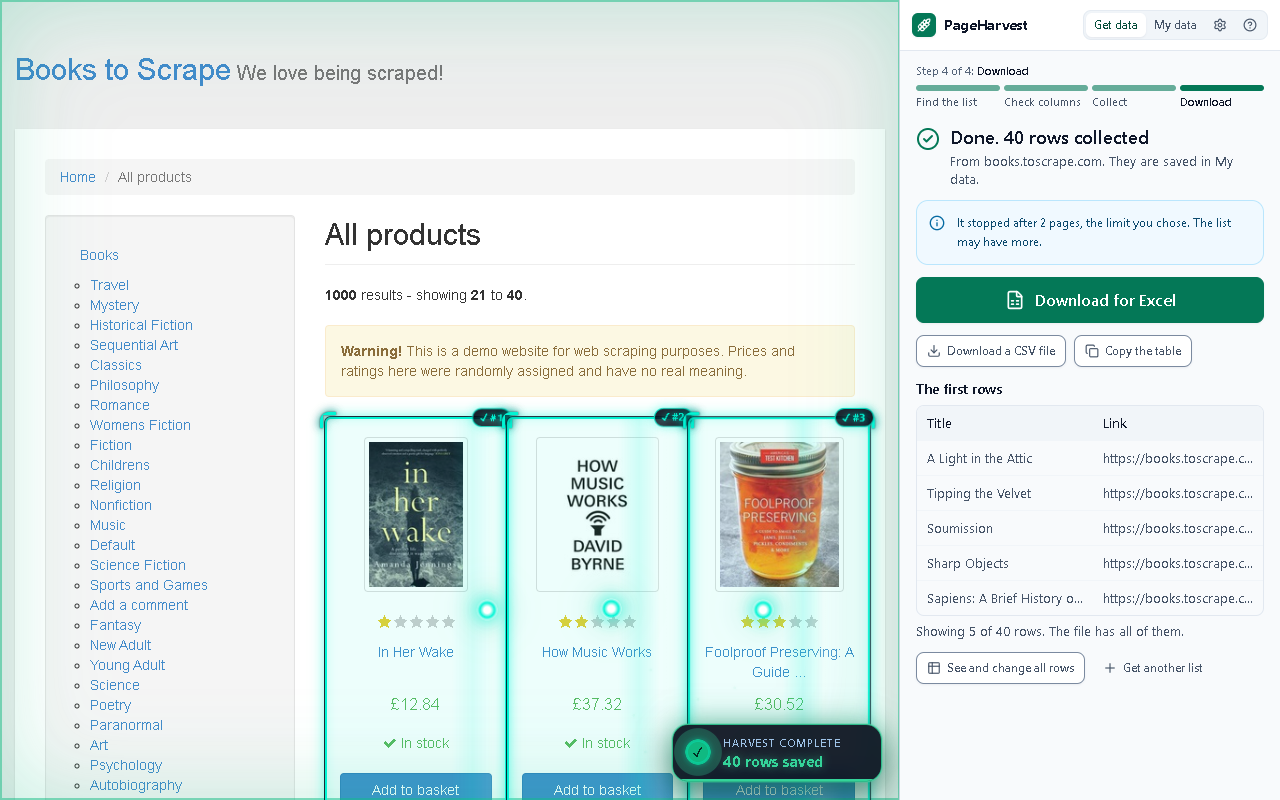 Books to Scrape We love being scraped!
Home / All products
Books
Travel
Mystery
Historical Fiction
Sequential Art
Classics
Philosophy
Romance
Womens Fiction
Fiction
Childrens
Religion
Nonfiction
Music
Default
Science Fiction
Sports and Games
Add a comment
Fantasy
New Adult
Young Adult
Science
Poetry
Paranormal
Art
Psychology
Autobiography
All products
1000 results - showing 21 to 40.
Warning! This is a demo website for web scraping purposes. Prices and
ratings here were randomly assigned and have no real meaning.
✓ #1
✓ #2
✓ #3
in
her
wake
Amanda Jennings
HOW
MUSIC
WORKS
DAVID
BYRNE
TEST KITCHEN
FOOLPROOF
PRESERVING
In Her Wake
How Music Works
Foolproof Preserving: A
Guide ...
£12.84
£37.32
£30.52
In stock
In stock
Add to basket
Add to basket
Add to basket
HARVEST COMPLETE
40 rows saved
PageHarvest
Get data
My data
Step 4 of 4: Download
Find the list
Check columns
Collect
Download
Done. 40 rows collected
From books.toscrape.com. They are saved in My
data.
It stopped after 2 pages, the limit you chose. The list
may have more.
Download for Excel
Download a CSV file
Copy the table
The first rows
Title
Link
A Light in the Attic
https://books.toscrape.c...
Tipping the Velvet
https://books.toscrape.c...
Soumission
https://books.toscrape.c...
Sharp Objects
https://books.toscrape.c...
Sapiens: A Brief History o...
https://books.toscrape.c...
Showing 5 of 40 rows. The file has all of them.
See and change all rows
Get another list